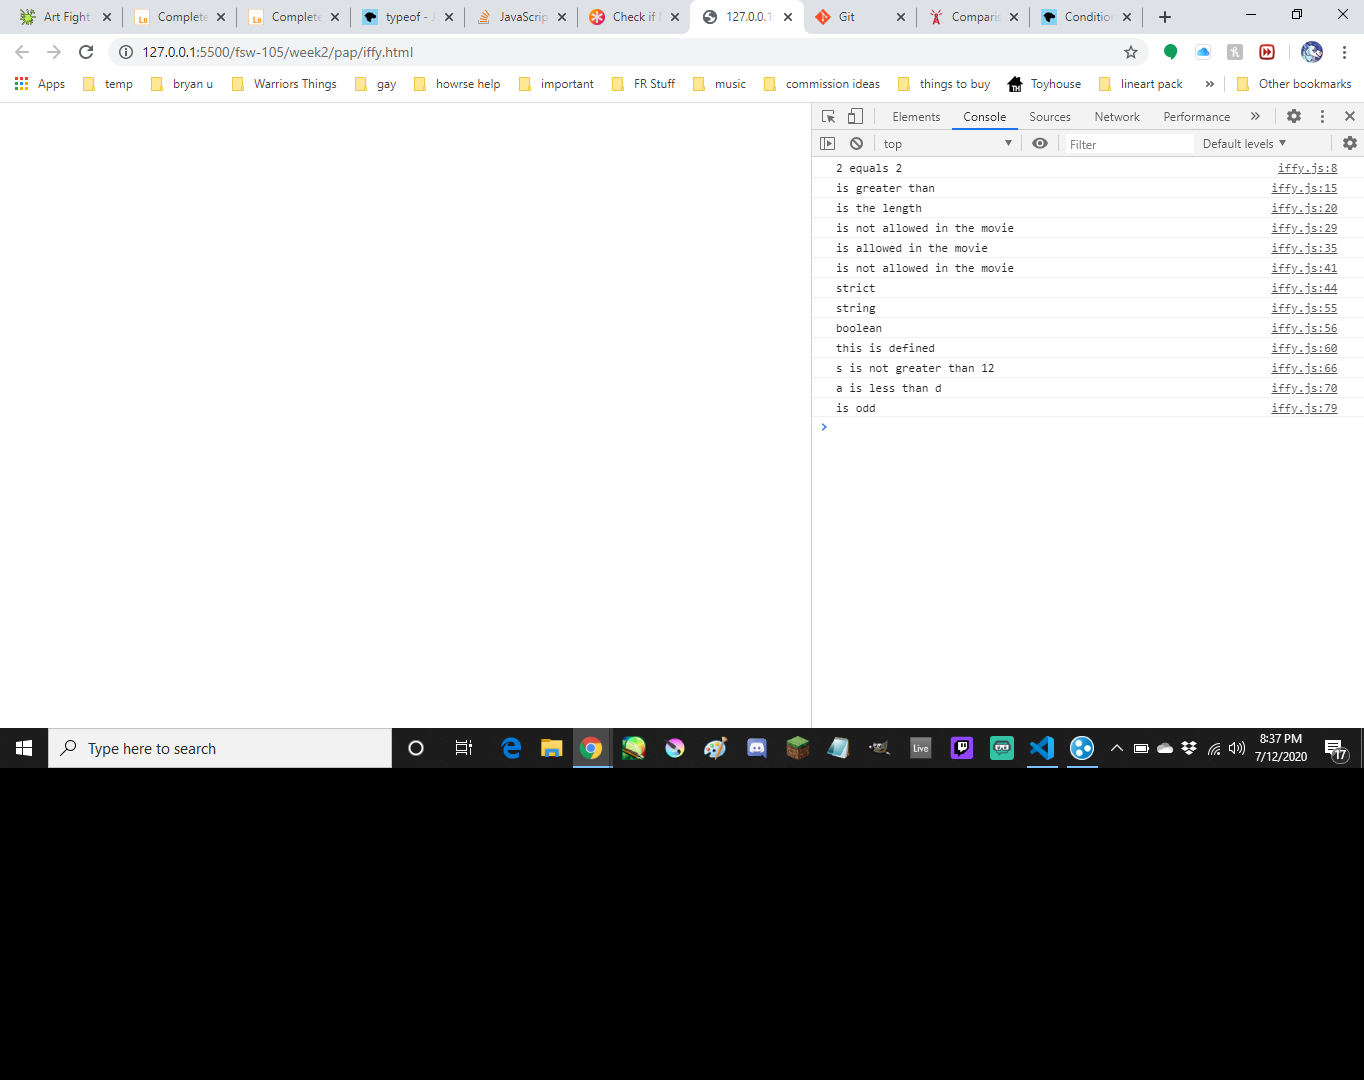 Art Fight
Complete
Complete
typeof - J
JavaScrip
Check if
127.0.0.1
Git
Comparis
Condition
127.0.0.1:5500/fsw-105/week2/pap/iffy.html
Apps temp bryan u Warriors Things gay howrse help important FR Stuff music commission ideas things to buy TH Toyhouse lineart pack » Other bookmarks
Elements Console Sources Network Performance »
top Filter Default levels
2 equals 2 iffy.js:8
is greater than iffy.js:15
is the length iffy.js:20
is not allowed in the movie iffy.js:29
is allowed in the movie iffy.js:35
is not allowed in the movie iffy.js:41
strict iffy.js:44
string iffy.js:55
boolean iffy.js:56
this is defined iffy.js:60
s is not greater than 12 iffy.js:66
a is less than d iffy.js:70
is odd iffy.js:79
Type here to search
Live
8:37 PM
7/12/2020
17